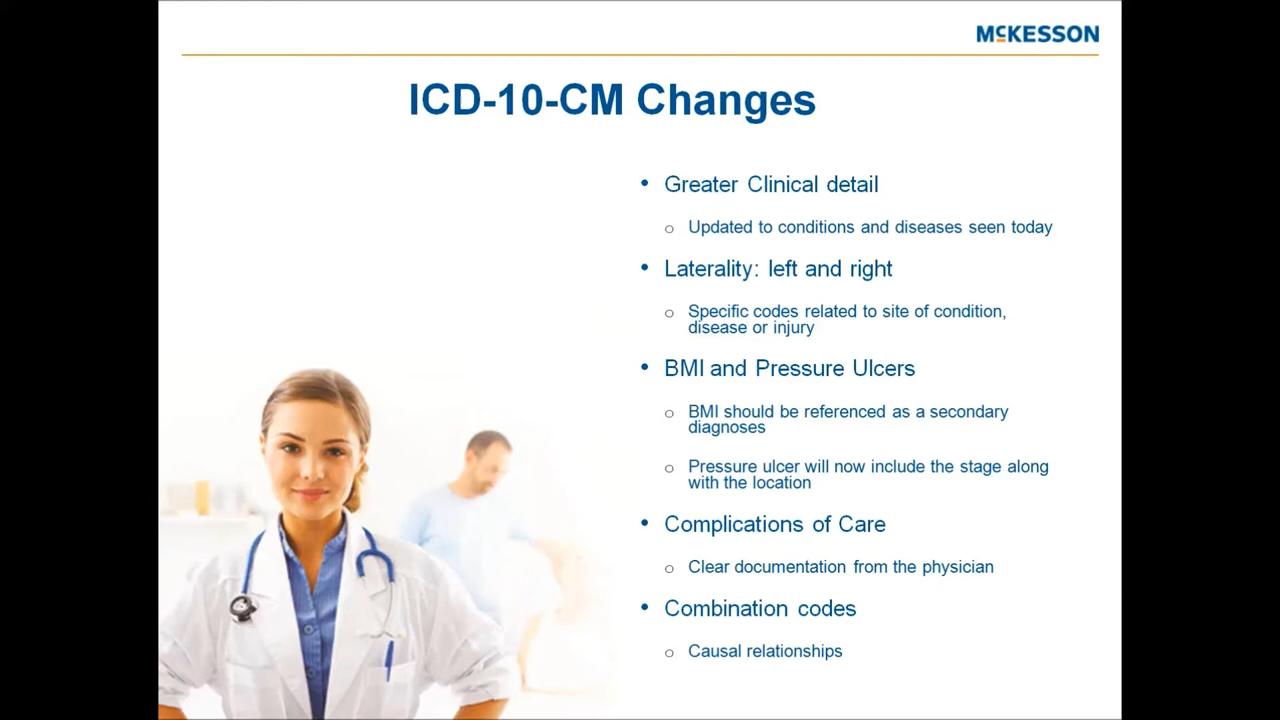 McKESSON
ICD-10-CM Changes
• Greater Clinical detail
o Updated to conditions and diseases seen today
• Laterality: left and right
o Specific codes related to site of condition,
disease or injury
• BMI and Pressure Ulcers
o BMI should be referenced as a secondary
diagnoses
o Pressure ulcer will now include the stage along
with the location
• Complications of Care
o Clear documentation from the physician
• Combination codes
o Causal relationships